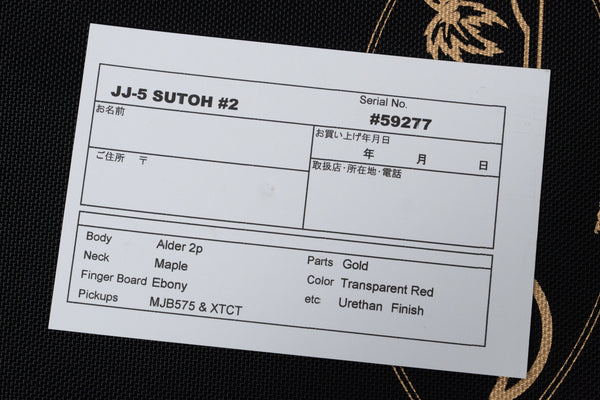 JJ-5 SUTOH #2
Serial No.
#59277
お名前
お買い上げ年月日
年 月 日
ご住所 〒
取扱店・所在地・電話
Body Alder 2p
Neck Maple
Finger Board Ebony
Pickups MJB575 & XTCT
Parts Gold
Color Transparent Red
etc Urethan Finish